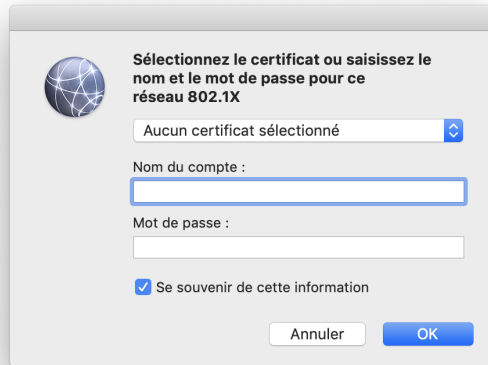 Sélectionnez le certificat ou saisissez le
nom et le mot de passe pour ce
réseau 802.1X
Aucun certificat sélectionné
Nom du compte :
Mot de passe :
Se souvenir de cette information
Annuler
OK